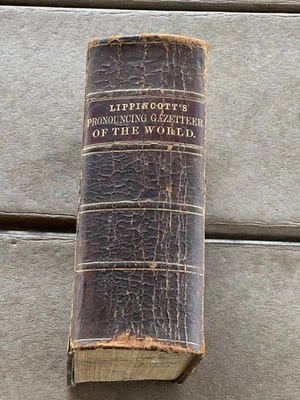 LIPPINCOTT'S
PRONOUNCING GAZETTEER
OF THE WORLD.